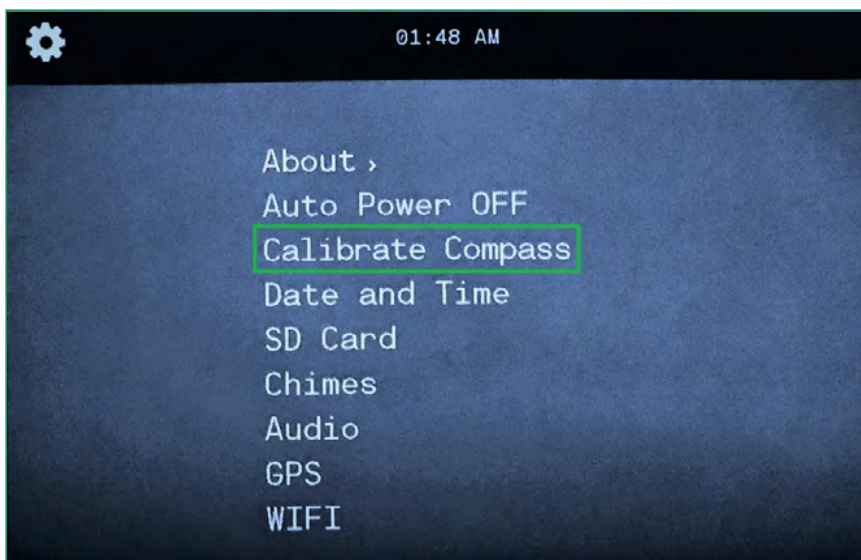 01:48 AM
About ›
Auto Power OFF
Calibrate Compass
Date and Time
SD Card
Chimes
Audio
GPS
WIFI